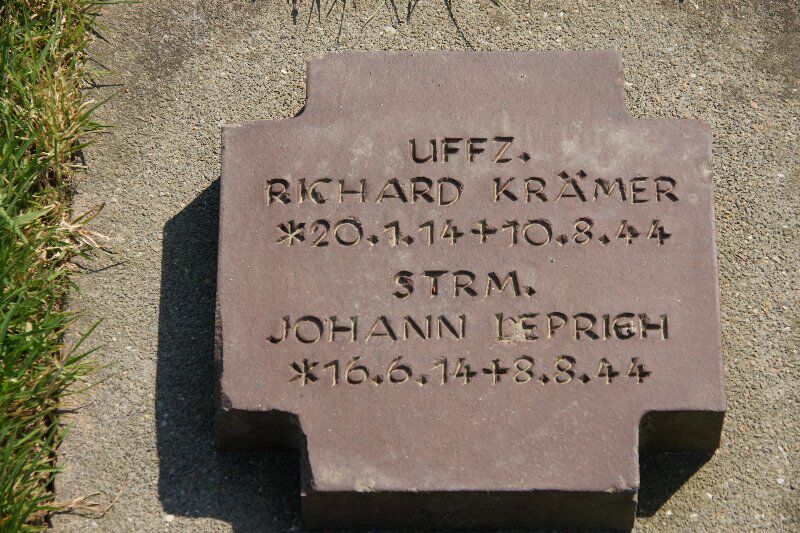 UFFZ.
RICHARD KRÄMER
*20.1.14+10.8.44
STRM.
JOHANN LEPRICH
*16.6.14+8.8.44